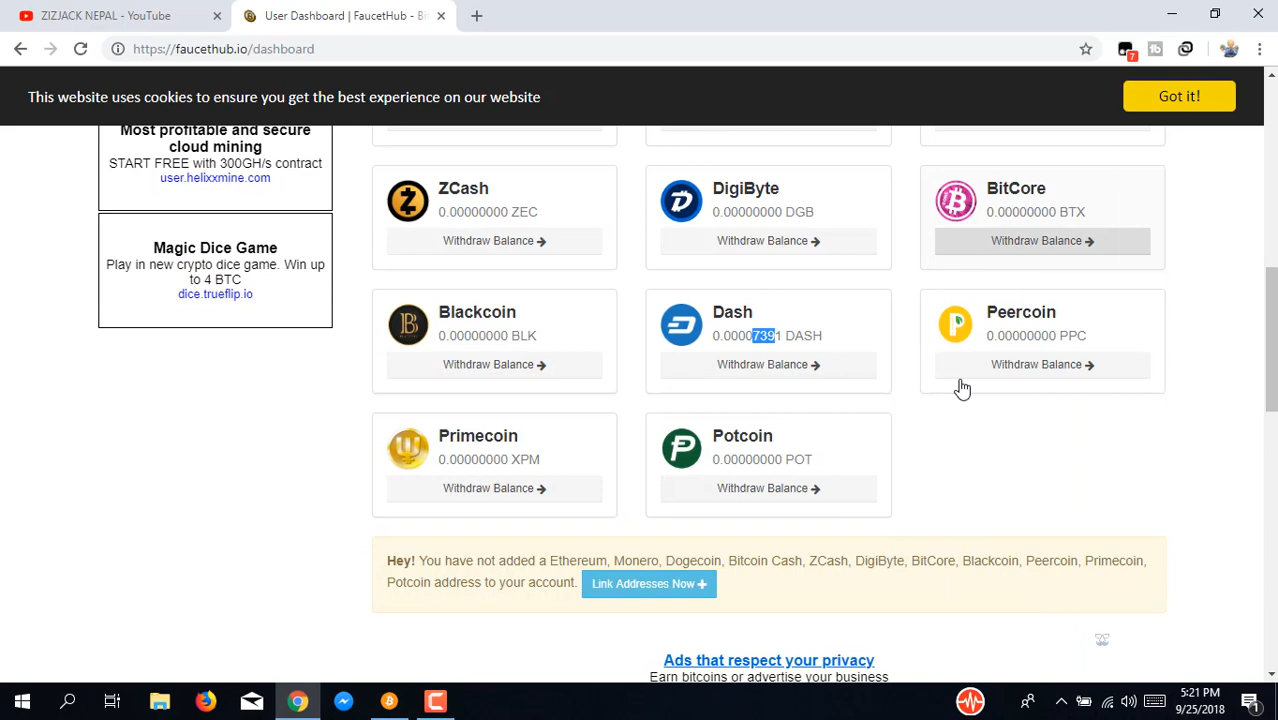 ZIZJACK NEPAL - YouTube
User Dashboard | FaucetHub - Bi
https://faucethub.io/dashboard
7
This website uses cookies to ensure you get the best experience on our website
Got it!
Most profitable and secure
cloud mining
START FREE with 300GH/s contract
user.helixxmine.com
Magic Dice Game
Play in new crypto dice game. Win up
to 4 BTC
dice.trueflip.io
ZCash
0.00000000 ZEC
Withdraw Balance
DigiByte
0.00000000 DGB
Withdraw Balance
BitCore
0.00000000 BTX
Withdraw Balance
Blackcoin
0.00000000 BLK
Withdraw Balance
Dash
0.00007391 DASH
Withdraw Balance
Peercoin
0.00000000 PPC
Withdraw Balance
Primecoin
0.00000000 XPM
Withdraw Balance
Potcoin
0.00000000 POT
Withdraw Balance
Hey! You have not added a Ethereum, Monero, Dogecoin, Bitcoin Cash, ZCash, DigiByte, BitCore, Blackcoin, Peercoin, Primecoin,
Potcoin address to your account. Link Addresses Now
Ads that respect your privacy
Earn bitcoins or advertise your business
5:21 PM
9/25/2018
1